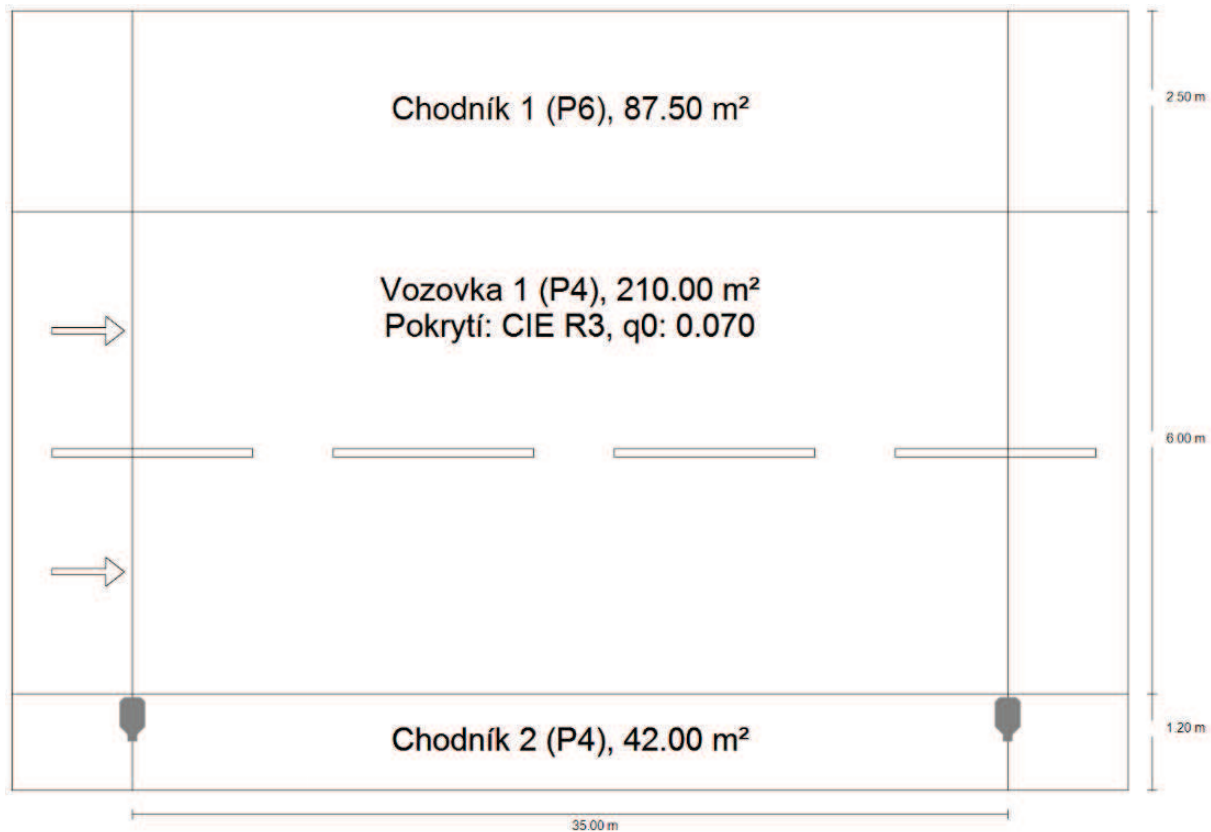 Chodník 1 (P6), 87.50 m²
2.50 m
Vozovka 1 (P4), 210.00 m²
Pokrytí: CIE R3, q0: 0.070
6.00 m
Chodník 2 (P4), 42.00 m²
1.20 m
35.00 m